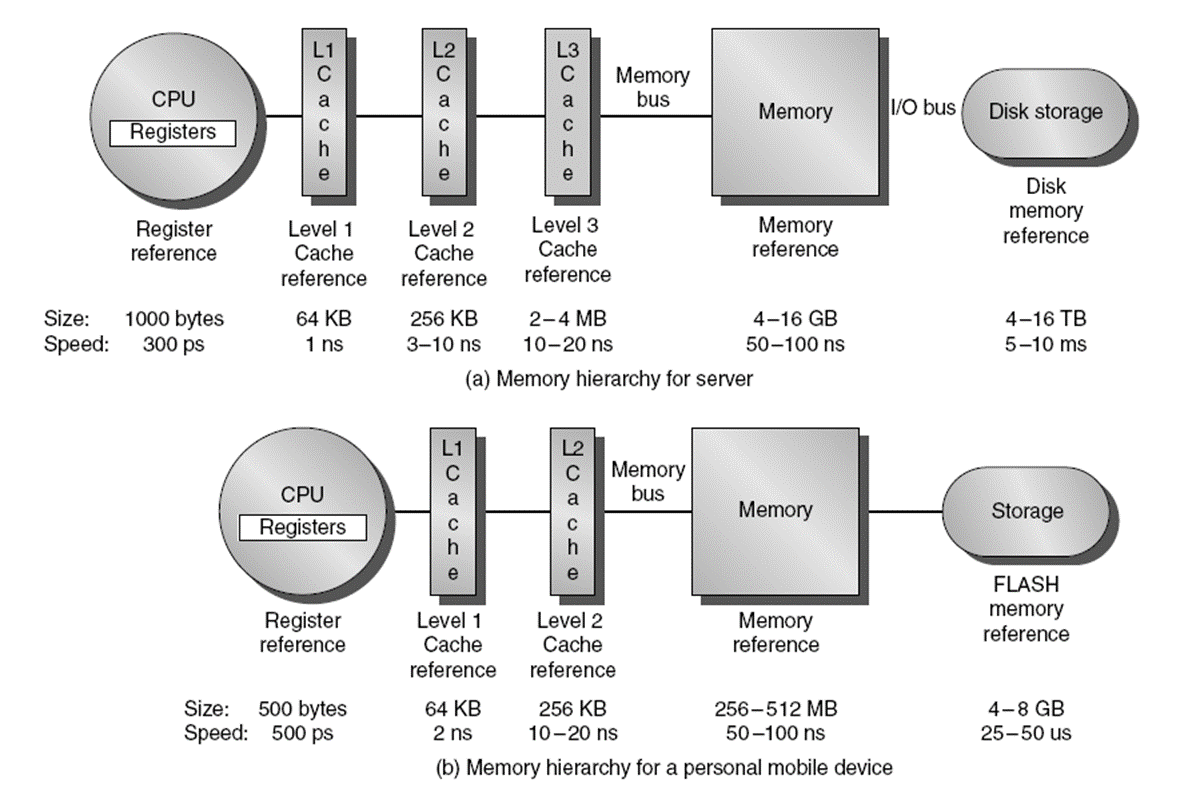 CPU
Registers
L1
C
a
c
h
e
L2
C
a
c
h
e
L3
C
a
c
h
e
Memory
bus
Memory
I/O bus
Disk storage
Register
reference
Level 1
Cache
reference
Level 2
Cache
reference
Level 3
Cache
reference
Memory
reference
Disk
memory
reference
Size: 1000 bytes 64 KB 256 KB 2–4 MB 4–16 GB 4–16 TB
Speed: 300 ps 1 ns 3–10 ns 10–20 ns 50–100 ns 5–10 ms
(a) Memory hierarchy for server
CPU
Registers
L1
C
a
c
h
e
L2
C
a
c
h
e
Memory
bus
Memory
Storage
Register
reference
Level 1
Cache
reference
Level 2
Cache
reference
Memory
reference
FLASH
memory
reference
Size: 500 bytes 64 KB 256 KB 256–512 MB 4–8 GB
Speed: 500 ps 2 ns 10–20 ns 50–100 ns 25–50 us
(b) Memory hierarchy for a personal mobile device